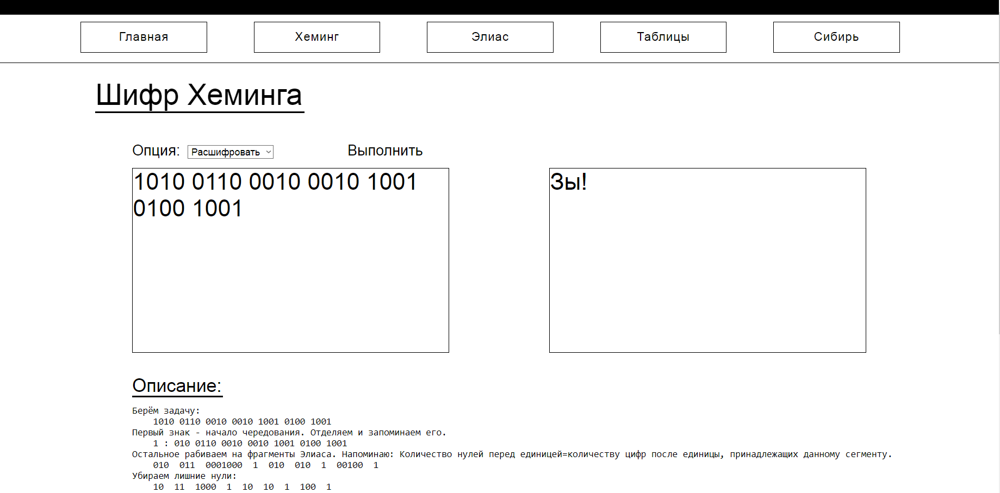 Главная Хеминг Элиас Таблицы Сибирь
Шифр Хеминга
Опция: Расшифровать Выполнить
1010 0110 0010 0010 1001
0100 1001
Зы!
Описание:
Берём задачу:
1010 0110 0010 0010 1001 0100 1001
Первый знак - начало чередования. Отделяем и запоминаем его.
1 : 010 0110 0010 0010 1001 0100 1001
Остальное рабиваем на фрагменты Элиаса. Напоминаю: Количество нулей перед единицей=количеству цифр после единицы, принадлежащих данному сегменту.
010 011 0001000 1 010 010 1 00100 1
Убираем лишние нули:
10 11 1000 1 10 10 1 100 1